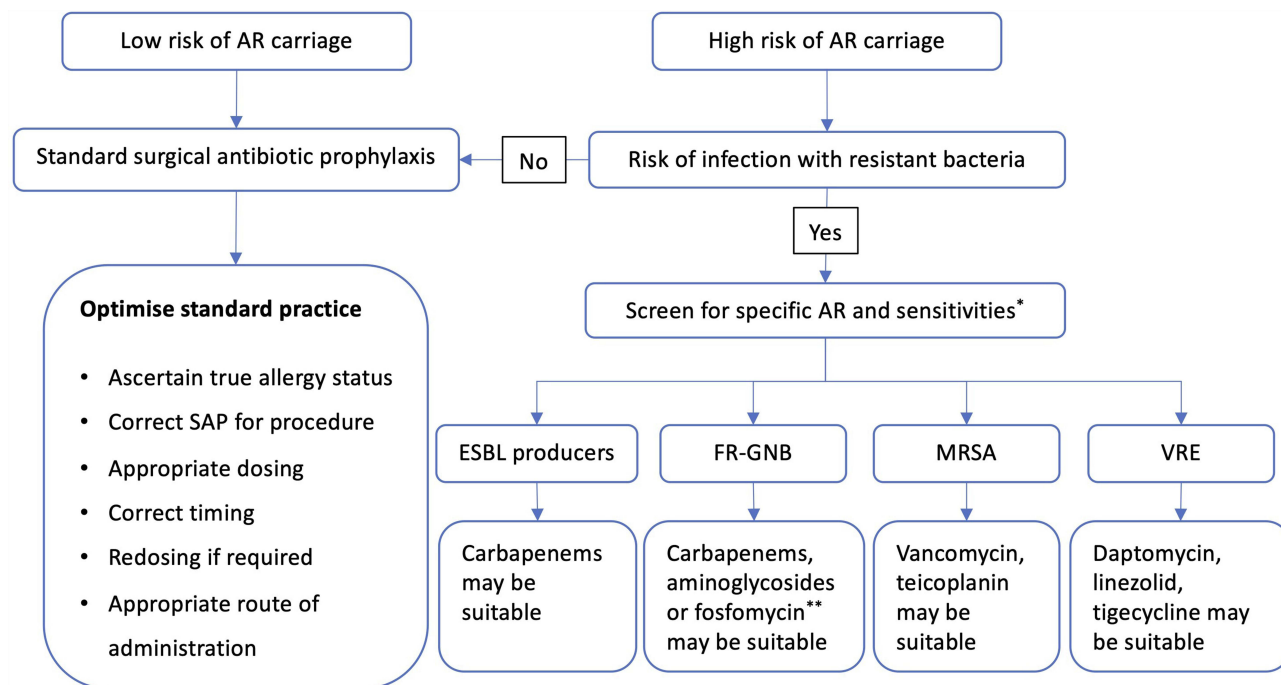 Low risk of AR carriage
High risk of AR carriage
Standard surgical antibiotic prophylaxis
No
Risk of infection with resistant bacteria
Yes
Optimise standard practice
• Ascertain true allergy status
• Correct SAP for procedure
• Appropriate dosing
• Correct timing
• Redosing if required
• Appropriate route of
administration
Screen for specific AR and sensitivities*
ESBL producers
FR-GNB
MRSA
VRE
Carbapenems
may be
suitable
Carbapenems,
aminoglycosides
or fosfomycin**
may be suitable
Vancomycin,
teicoplanin
may be
suitable
Daptomycin,
linezolid,
tigecycline may
be suitable